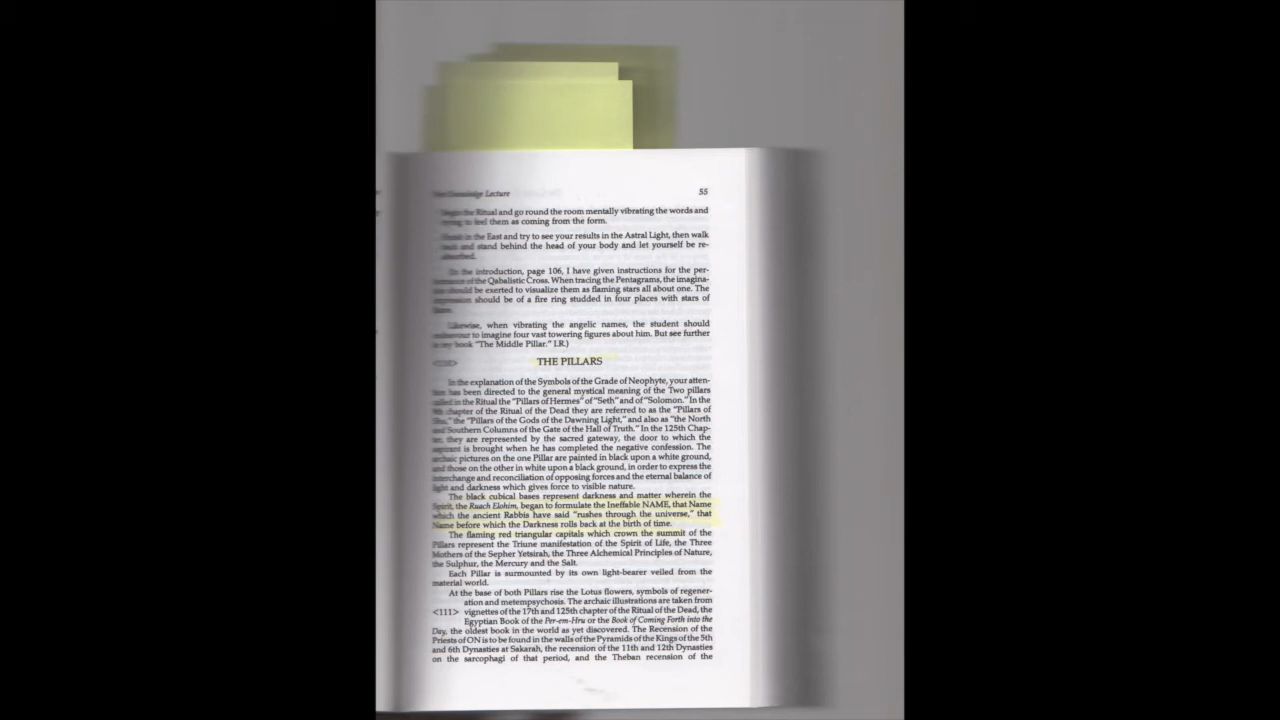 Knowledge Lecture 55
the Ritual and go round the room mentally vibrating the words and
to feel them as coming from the form.
in the East and try to see your results in the Astral Light, then walk
and stand behind the head of your body and let yourself be re-
absorbed.
(In the introduction, page 106, I have given instructions for the per-
of the Qabalistic Cross. When tracing the Pentagrams, the imagina-
should be exerted to visualize them as flaming stars all about one. The
impression should be of a fire ring studded in four places with stars of
Likewise, when vibrating the angelic names, the student should
endeavour to imagine four vast towering figures about him. But see further
in my book "The Middle Pillar." I.R.)
THE PILLARS
In the explanation of the Symbols of the Grade of Neophyte, your atten-
tion has been directed to the general mystical meaning of the Two pillars
called in the Ritual the "Pillars of Hermes" of "Seth" and of "Solomon." In the
chapter of the Ritual of the Dead they are referred to as the "Pillars of
Shu," the "Pillars of the Gods of the Dawning Light," and also as "the North
and Southern Columns of the Gate of the Hall of Truth." In the 125th Chap-
ter, they are represented by the sacred gateway, the door to which the
aspirant is brought when he has completed the negative confession. The
archaic pictures on the one Pillar are painted in black upon a white ground,
and those on the other in white upon a black ground, in order to express the
interchange and reconciliation of opposing forces and the eternal balance of
light and darkness which gives force to visible nature.
The black cubical bases represent darkness and matter wherein the
Spirit, the Ruach Elohim, began to formulate the Ineffable NAME, that Name
which the ancient Rabbis have said "rushes through the universe," that
Name before which the Darkness rolls back at the birth of time.
The flaming red triangular capitals which crown the summit of the
Pillars represent the Triune manifestation of the Spirit of Life, the Three
Mothers of the Sepher Yetsirah, the Three Alchemical Principles of Nature,
the Sulphur, the Mercury and the Salt.
Each Pillar is surmounted by its own light-bearer veiled from the
material world.
At the base of both Pillars rise the Lotus flowers, symbols of regener-
ation and metempsychosis. The archaic illustrations are taken from
<111> vignettes of the 17th and 125th chapter of the Ritual of the Dead, the
Egyptian Book of the Per-em-Hru or the Book of Coming Forth into the
Day, the oldest book in the world as yet discovered. The Recension of the
Priests of ON is to be found in the walls of the Pyramids of the Kings of the 5th
and 6th Dynasties at Sakarah, the recension of the 11th and 12th Dynasties
on the sarcophagi of that period, and the Theban recension of the